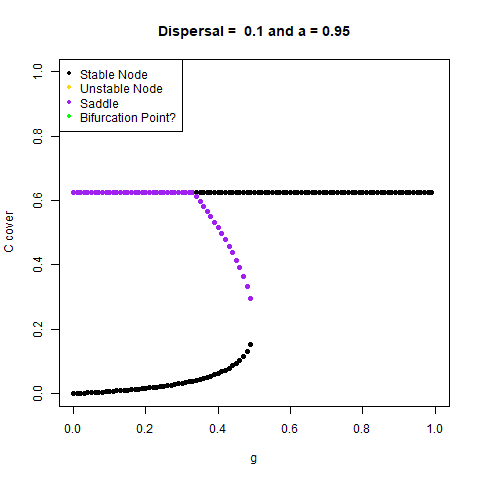 Dispersal =  0.1 and a = 0.95
Stable Node
Unstable Node
Saddle
Bifurcation Point?
C cover
1.0
0.8
0.6
0.4
0.2
0.0
0.0 0.2 0.4 0.6 0.8 1.0
g